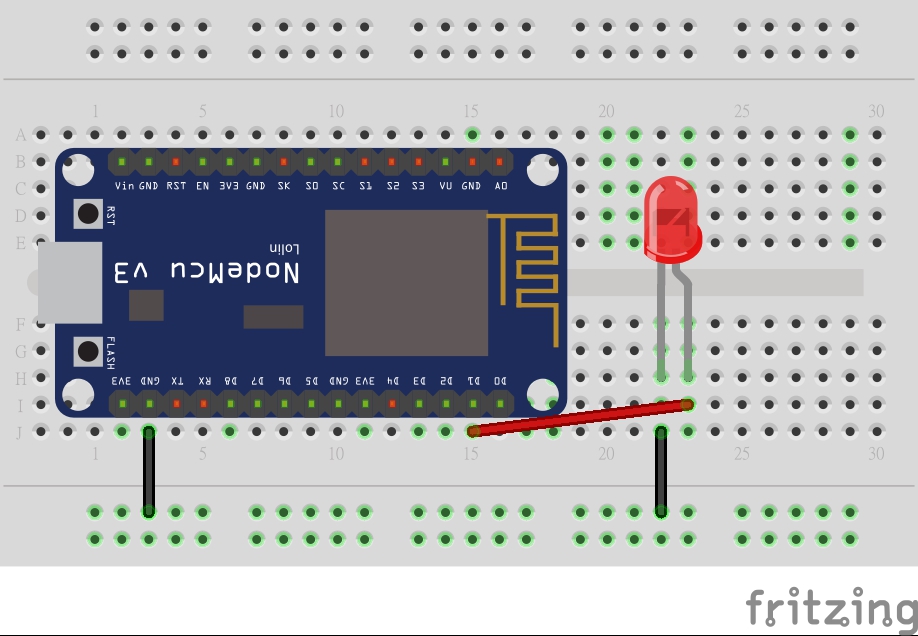 1 5 10 15 20 25 30
A
B
Vin GND RST EN 3V3 GND SK SO SC S1 S2 S3 VU GND AO
C
D
RST
E
Lolin
NodeMcu v3
F
FLASH
G
H
3V3 GND TX RX D8 D7 D6 D5 GND 3V3 D4 D3 D2 D1 D0
I
J
1 5 10 15 20 25 30
fritzing